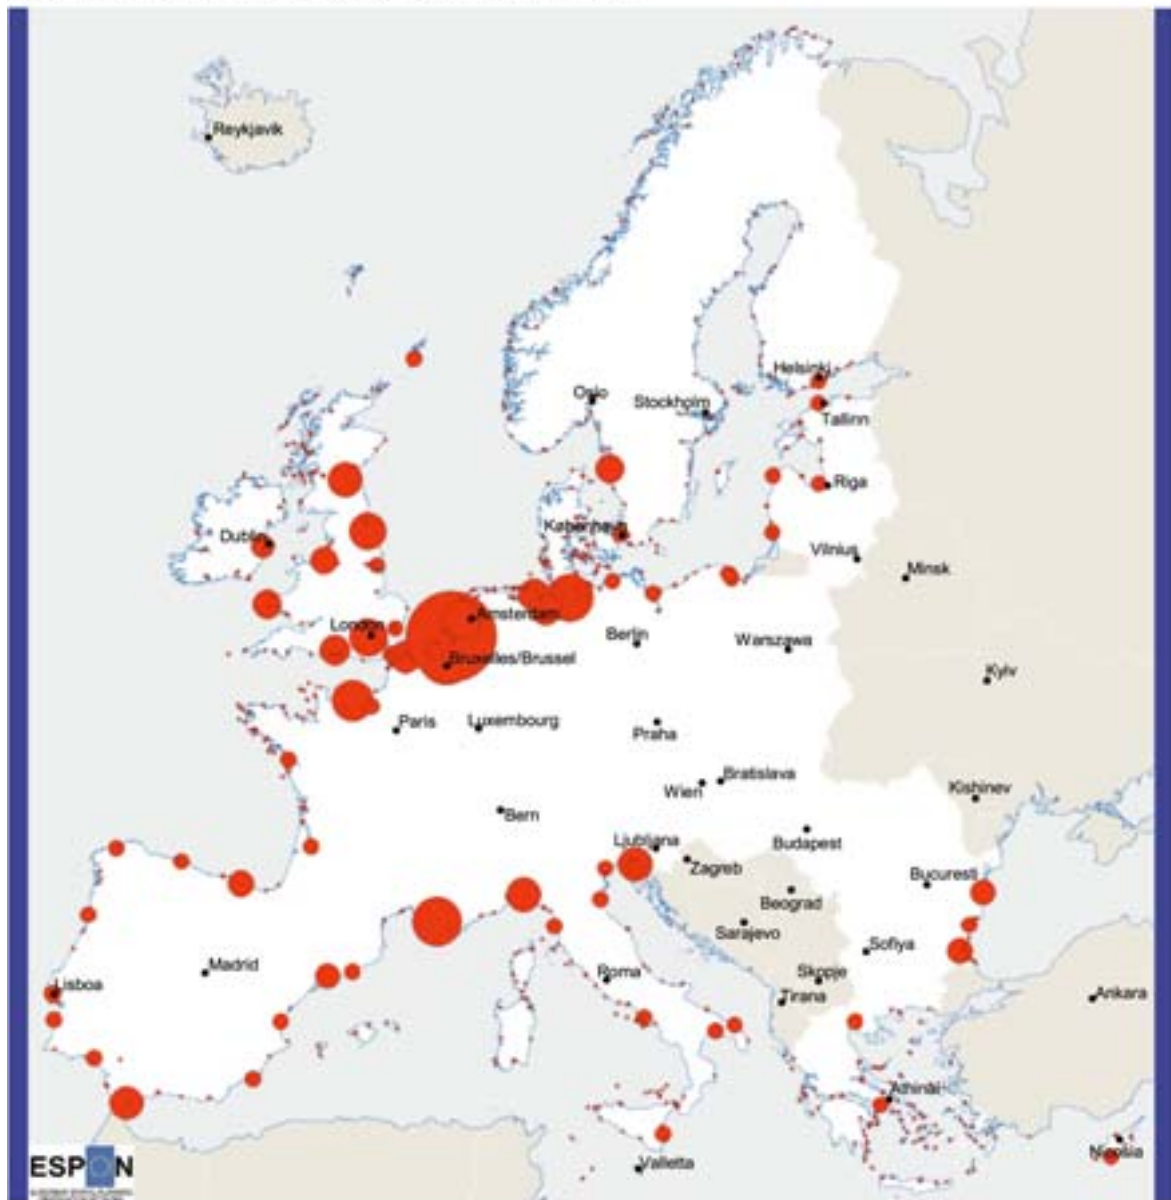 Reykjavik
Helsinki
Oslo
Stockholm
Tallinn
Riga
København
Dublin
Vilnius
Minsk
Amsterdam
London
Berlin
Warszawa
Bruxelles/Brussel
Kyiv
Paris
Luxembourg
Praha
Bratislava
Wien
Kishinev
Bern
Ljubljana
Budapest
Zagreb
Bucuresti
Beograd
Sarajevo
Sofiya
Madrid
Roma
Skopje
Lisboa
Tirana
Ankara
Athinai
Nicosia
Valletta
ESPON